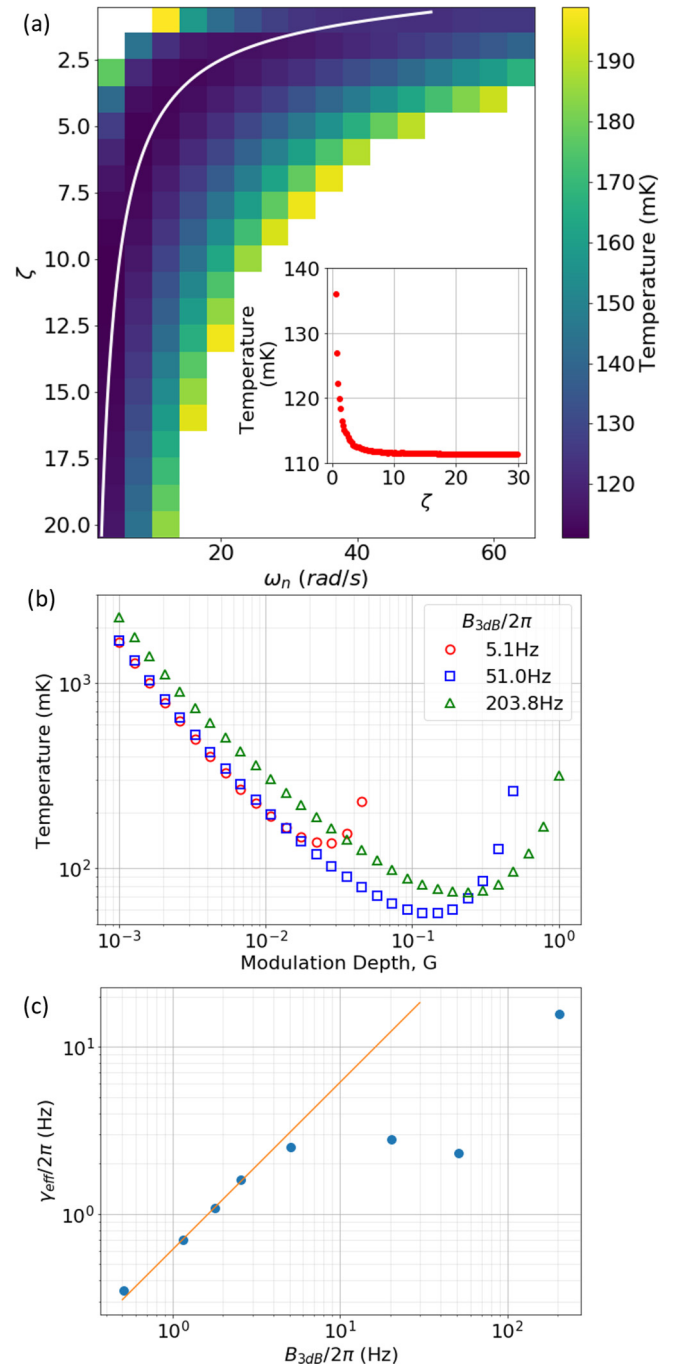 (a)
2.5
5.0
7.5
10.0
12.5
15.0
17.5
20.0
ζ
20
40
60
ω_n (rad/s)
140
130
120
110
Temperature
(mK)
0
10
20
30
ζ
190
180
170
160
150
140
130
120
Temperature (mK)
(b)
10^3
10^2
Temperature (mK)
B_3dB/2π
5.1Hz
51.0Hz
203.8Hz
10^−3
10^−2
10^−1
10^0
Modulation Depth, G
(c)
10^1
10^0
γ_eff/2π (Hz)
10^0
10^1
10^2
B_3dB/2π (Hz)